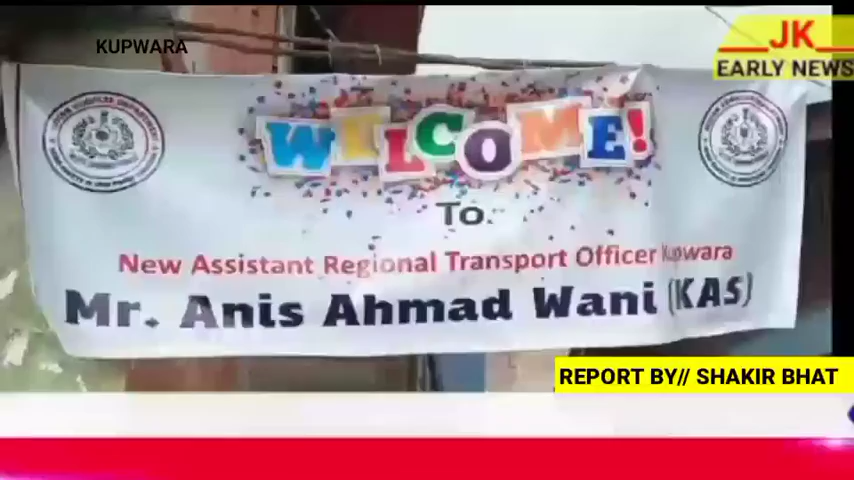 KUPWARA
JK
EARLY NEWS
WELCOME!
To
New Assistant Regional Transport Officer Kupwara
Mr. Anis Ahmad Wani (KAS)
REPORT BY// SHAKIR BHAT